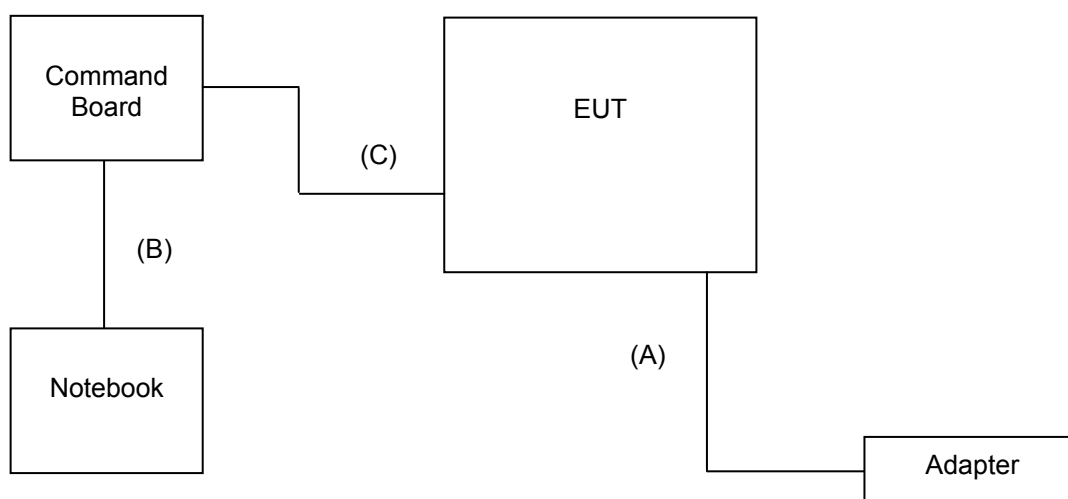 Command
Board
EUT
(C)
(B)
(A)
Notebook
Adapter